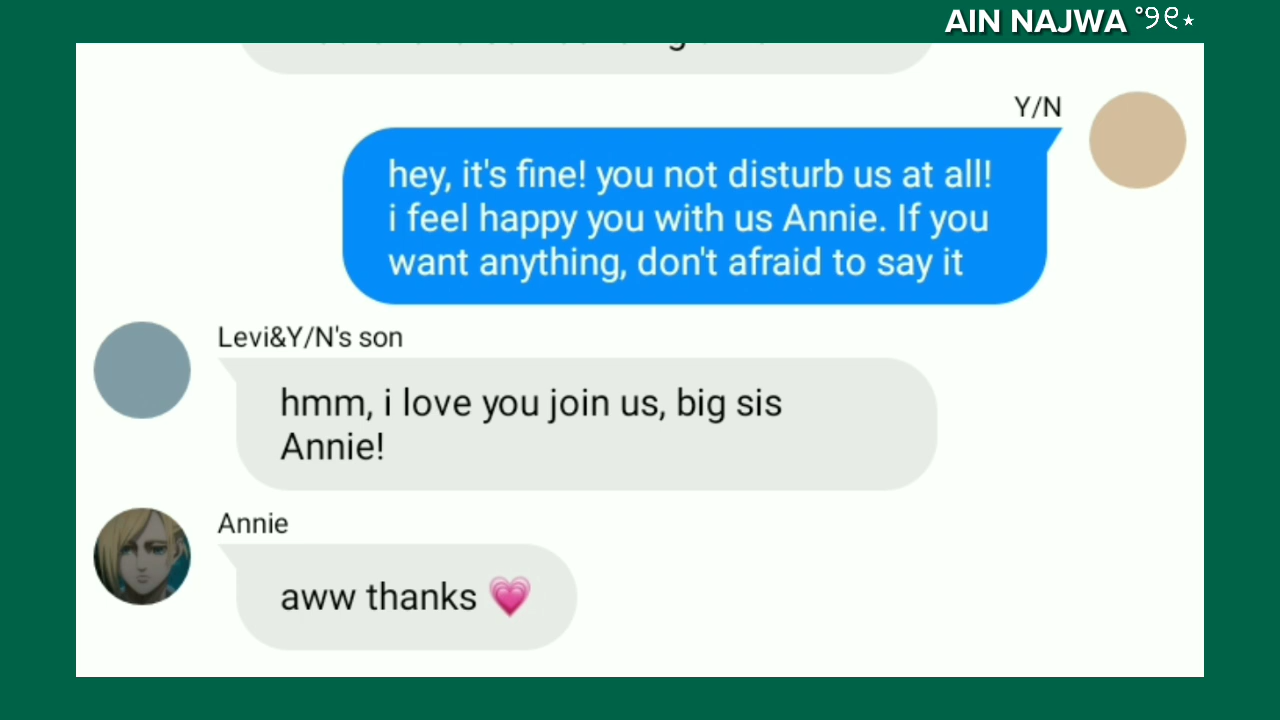 AIN NAJWA °୨୧⋆
Y/N
hey, it's fine! you not disturb us at all!
i feel happy you with us Annie. If you
want anything, don't afraid to say it
Levi&Y/N's son
hmm, i love you join us, big sis
Annie!
Annie
aww thanks 💗